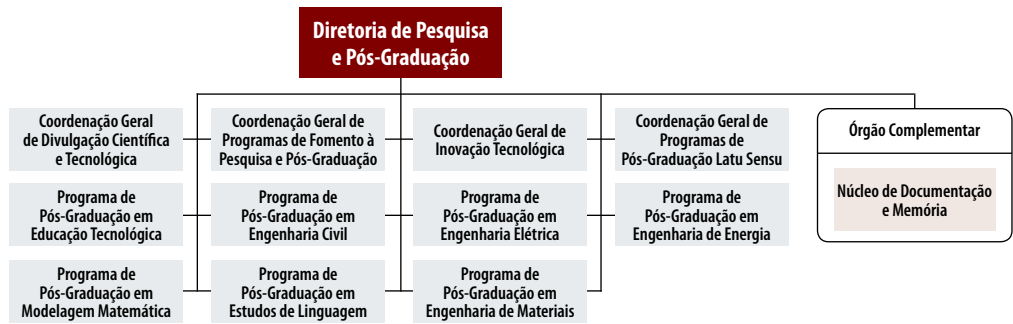 Diretoria de Pesquisa
e Pós-Graduação
Coordenação Geral
de Divulgação Científica
e Tecnológica
Coordenação Geral de
Programas de Fomento à
Pesquisa e Pós-Graduação
Coordenação Geral de
Inovação Tecnológica
Coordenação Geral de
Programas de
Pós-Graduação Latu Sensu
Órgão Complementar
Núcleo de Documentação
e Memória
Programa de
Pós-Graduação em
Educação Tecnológica
Programa de
Pós-Graduação em
Engenharia Civil
Programa de
Pós-Graduação em
Engenharia Elétrica
Programa de
Pós-Graduação em
Engenharia de Energia
Programa de
Pós-Graduação em
Modelagem Matemática
Programa de
Pós-Graduação em
Estudos de Linguagem
Programa de
Pós-Graduação em
Engenharia de Materiais